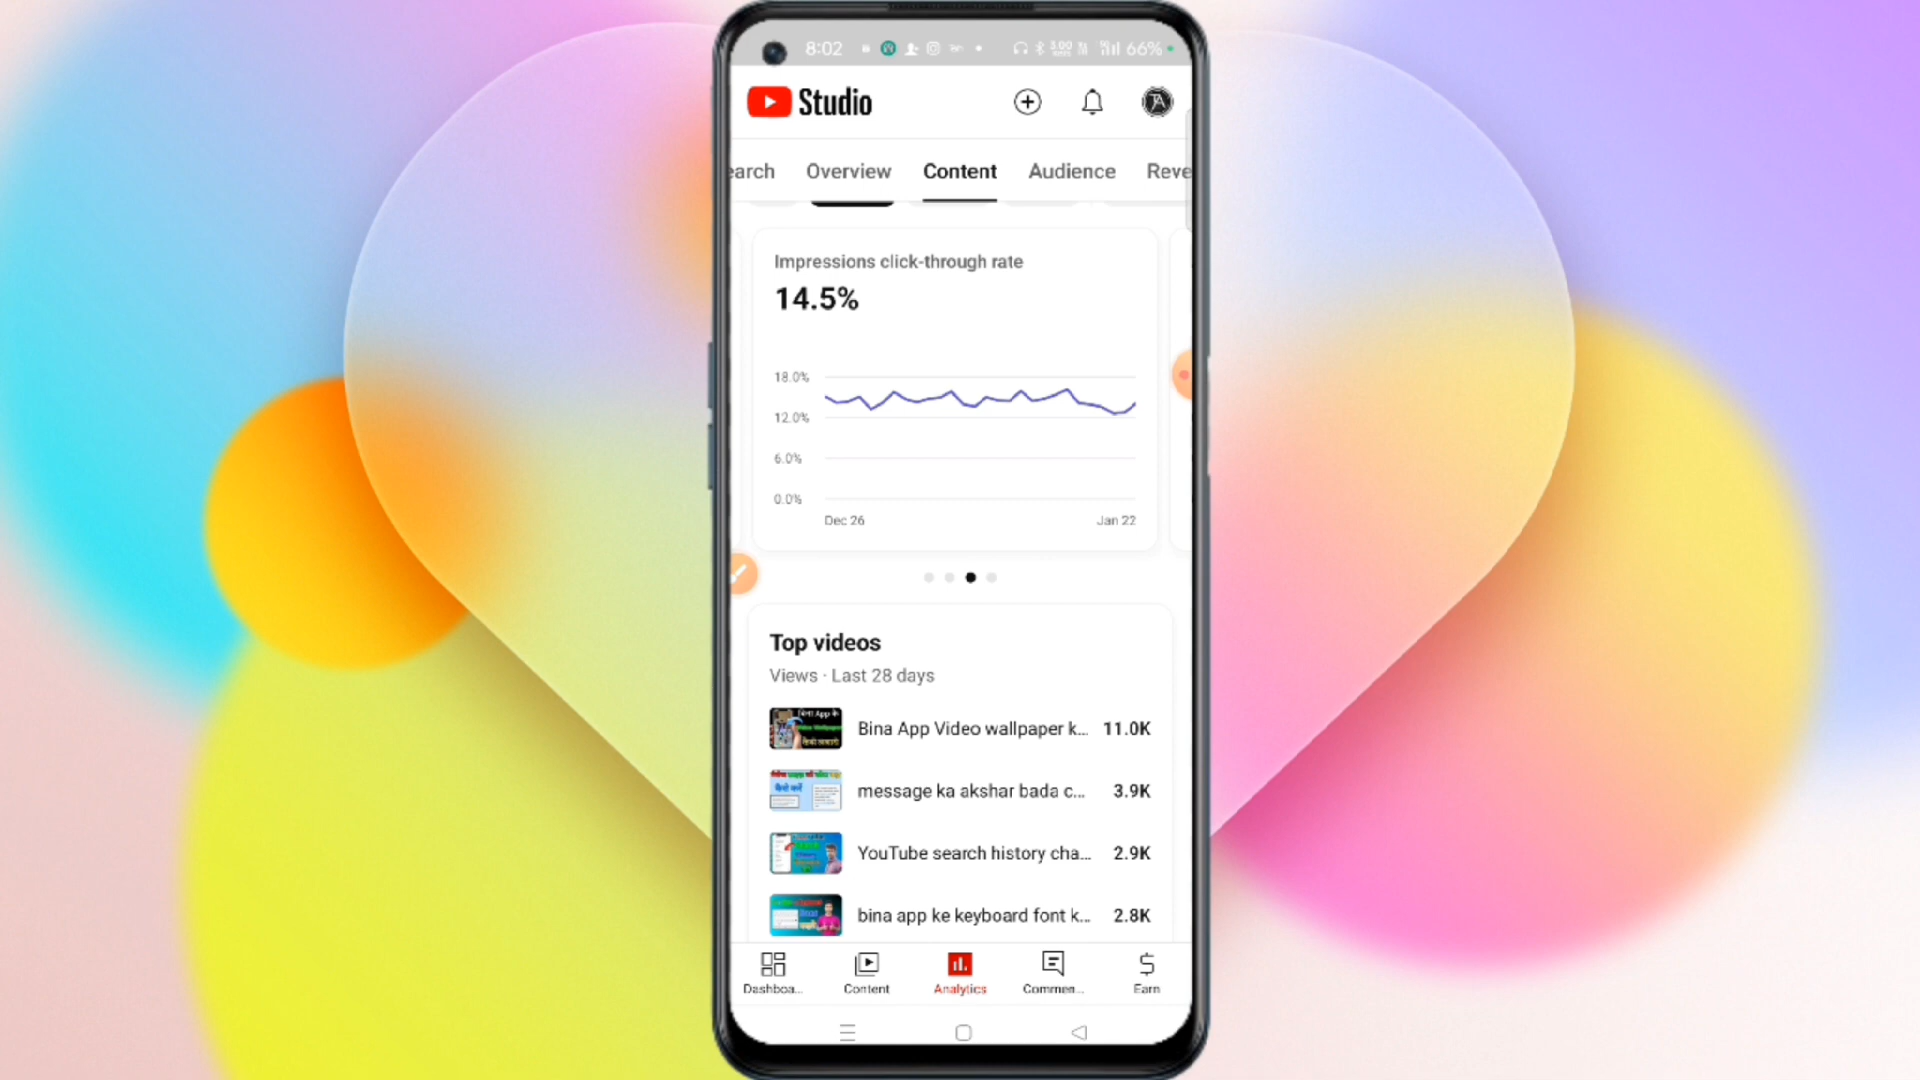 8:02 66%
Studio
earch Overview Content Audience Reve
Impressions click-through rate
14.5%
18.0%
12.0%
6.0%
0.0%
Dec 26 Jan 22
Top videos
Views · Last 28 days
Bina App Video wallpaper k... 11.0K
message ka akshar bada c... 3.9K
YouTube search history cha... 2.9K
bina app ke keyboard font k... 2.8K
Dashboa... Content Analytics Commen... Earn